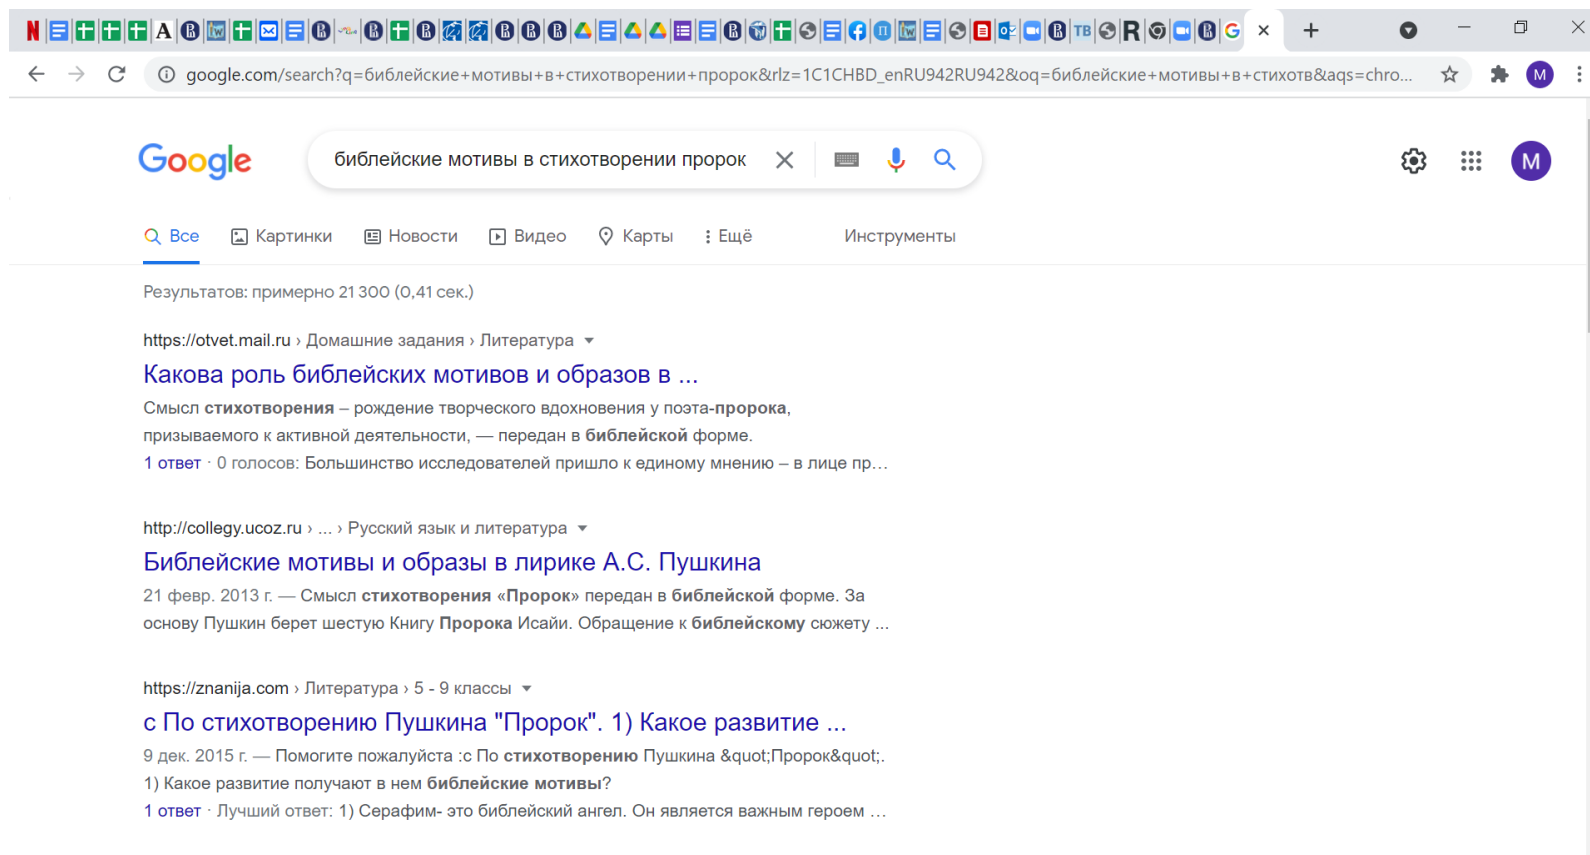 google.com/search?q=библейские+мотивы+в+стихотворении+пророк&rlz=1C1CHBD_enRU942RU942&oq=библейские+мотивы+в+стихотв&aqs=chro...
M
Google
библейские мотивы в стихотворении пророк
M
Все Картинки Новости Видео Карты Ещё Инструменты
Результатов: примерно 21 300 (0,41 сек.)
https://otvet.mail.ru › Домашние задания › Литература
Какова роль библейских мотивов и образов в ...
Смысл стихотворения – рождение творческого вдохновения у поэта-пророка,
призываемого к активной деятельности, — передан в библейской форме.
1 ответ · 0 голосов: Большинство исследователей пришло к единому мнению – в лице пр…
http://collegy.ucoz.ru › ... › Русский язык и литература
Библейские мотивы и образы в лирике А.С. Пушкина
21 февр. 2013 г. — Смысл стихотворения «Пророк» передан в библейской форме. За
основу Пушкин берет шестую Книгу Пророка Исайи. Обращение к библейскому сюжету ...
https://znanija.com › Литература › 5 - 9 классы
с По стихотворению Пушкина "Пророк". 1) Какое развитие ...
9 дек. 2015 г. — Помогите пожалуйста :с По стихотворению Пушкина &quot;Пророк&quot;.
1) Какое развитие получают в нем библейские мотивы?
1 ответ · Лучший ответ: 1) Серафим- это библейский ангел. Он является важным героем …